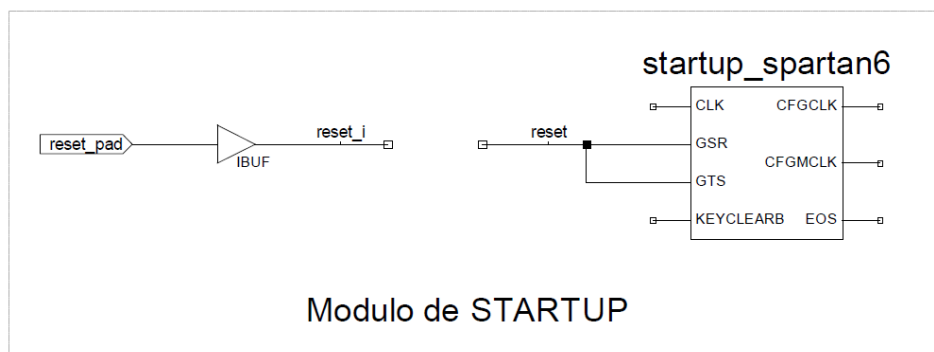 startup_spartan6
CLK CFGCLK
reset_pad IBUF reset_i reset GSR
CFGMCLK
GTS
KEYCLEARB EOS
Modulo de STARTUP